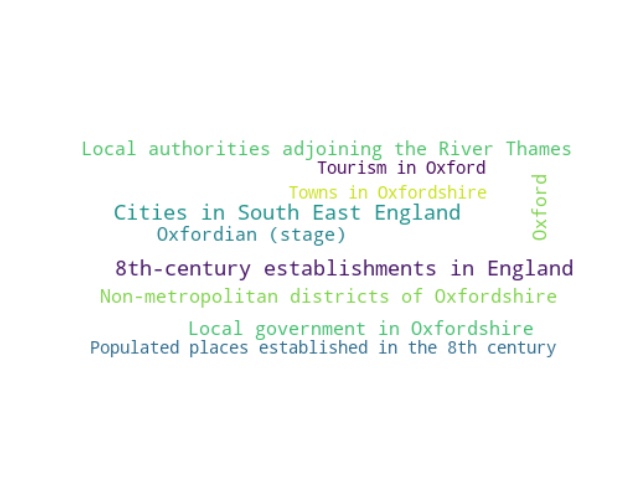 Local authorities adjoining the River Thames
Tourism in Oxford
Towns in Oxfordshire
Oxford
Cities in South East England
Oxfordian (stage)
8th-century establishments in England
Non-metropolitan districts of Oxfordshire
Local government in Oxfordshire
Populated places established in the 8th century